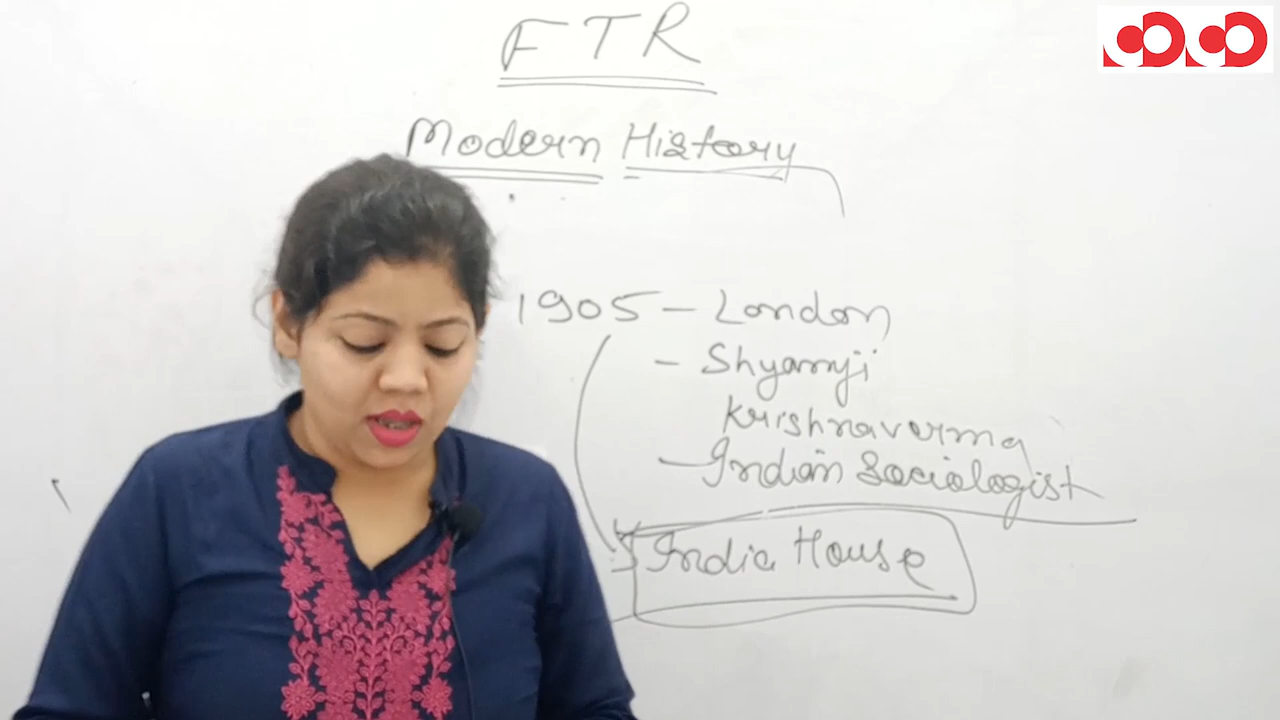 FTR
Modern History
1905 – London
– Shyamji
Krishnaverma
– Indian Sociologist
India House